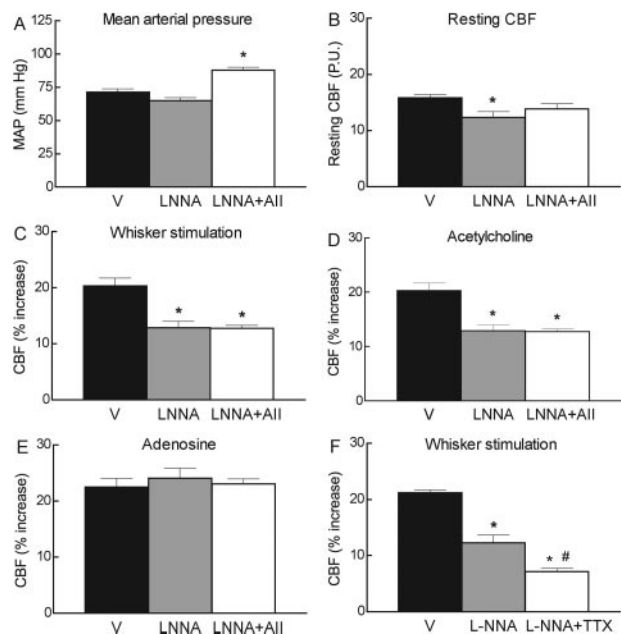 A
Mean arterial pressure
MAP (mm Hg)
125
100
75
50
25
0
*
V LNNA LNNA+AII
B
Resting CBF
Resting CBF (P.U.)
30
20
10
0
*
V LNNA LNNA+AII
C
Whisker stimulation
CBF (% increase)
30
20
10
0
* *
V LNNA LNNA+AII
D
Acetylcholine
CBF (% increase)
30
20
10
0
* *
V LNNA LNNA+AII
E
Adenosine
CBF (% increase)
30
20
10
0
V LNNA LNNA+AII
F
Whisker stimulation
CBF (% increase)
30
20
10
0
*
* #
V L-NNA L-NNA+TTX